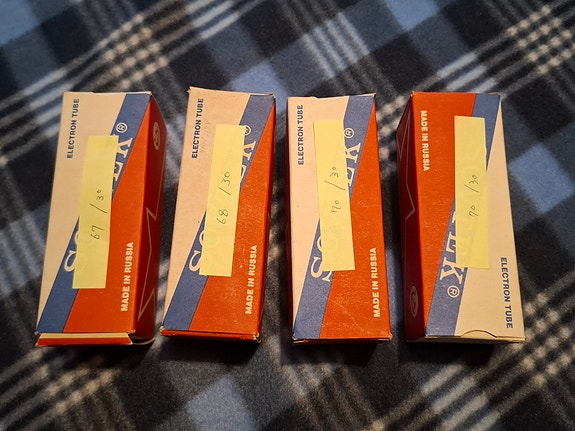 ELECTRON TUBE
67 / 30
MADE IN RUSSIA
ELECTRON TUBE
68 / 30
MADE IN RUSSIA
ELECTRON TUBE
70 / 30
MADE IN RUSSIA
MADE IN RUSSIA
70 / 30
ELECTRON TUBE